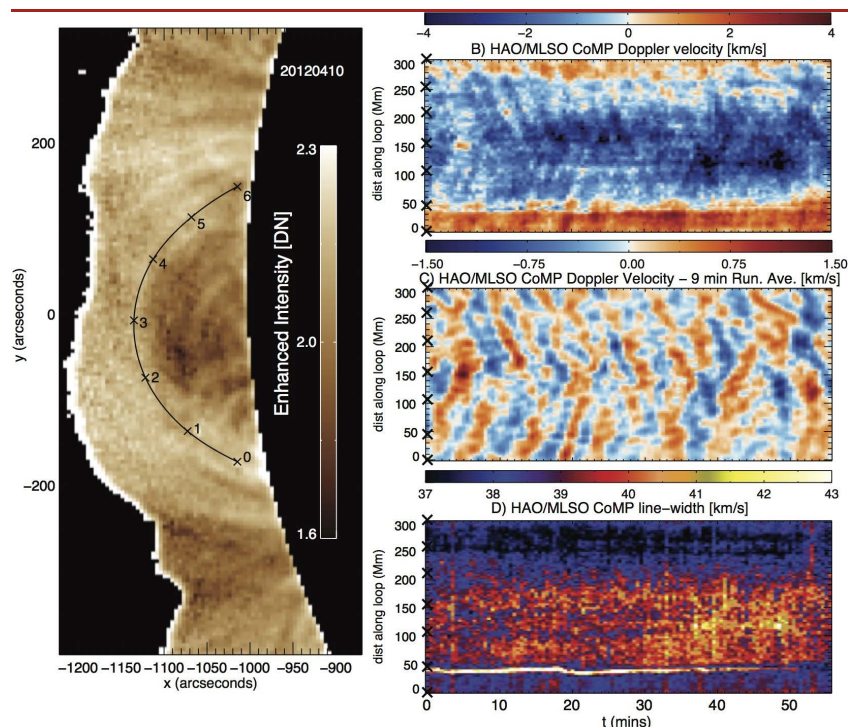 20120410
2.3
Enhanced Intensity [DN]
2.0
1.6
200
0
−200
y (arcseconds)
6
5
4
3
2
1
0
−1200 −1150 −1100 −1050 −1000 −950 −900
x (arcseconds)
−4 −2 0 2 4
B) HAO/MLSO CoMP Doppler velocity [km/s]
300
250
200
150
100
50
0
dist along loop (Mm)
−1.50 −0.75 0.00 0.75 1.50
C) HAO/MLSO CoMP Doppler Velocity − 9 min Run. Ave. [km/s]
300
250
200
150
100
50
0
dist along loop (Mm)
37 38 39 40 41 42 43
D) HAO/MLSO CoMP line−width [km/s]
300
250
200
150
100
50
0
dist along loop (Mm)
0 10 20 30 40 50
t (mins)